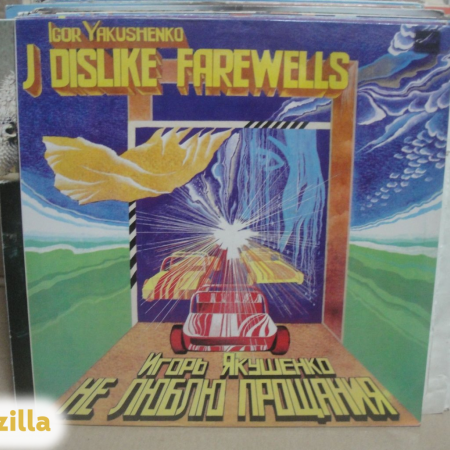 IGOR YAKUSHENKO
J DISLIKE FAREWELLS
ИГОРЬ ЯКУШЕНКО
НЕ ЛЮБЛЮ ПРОЩАНИЯ
zilla